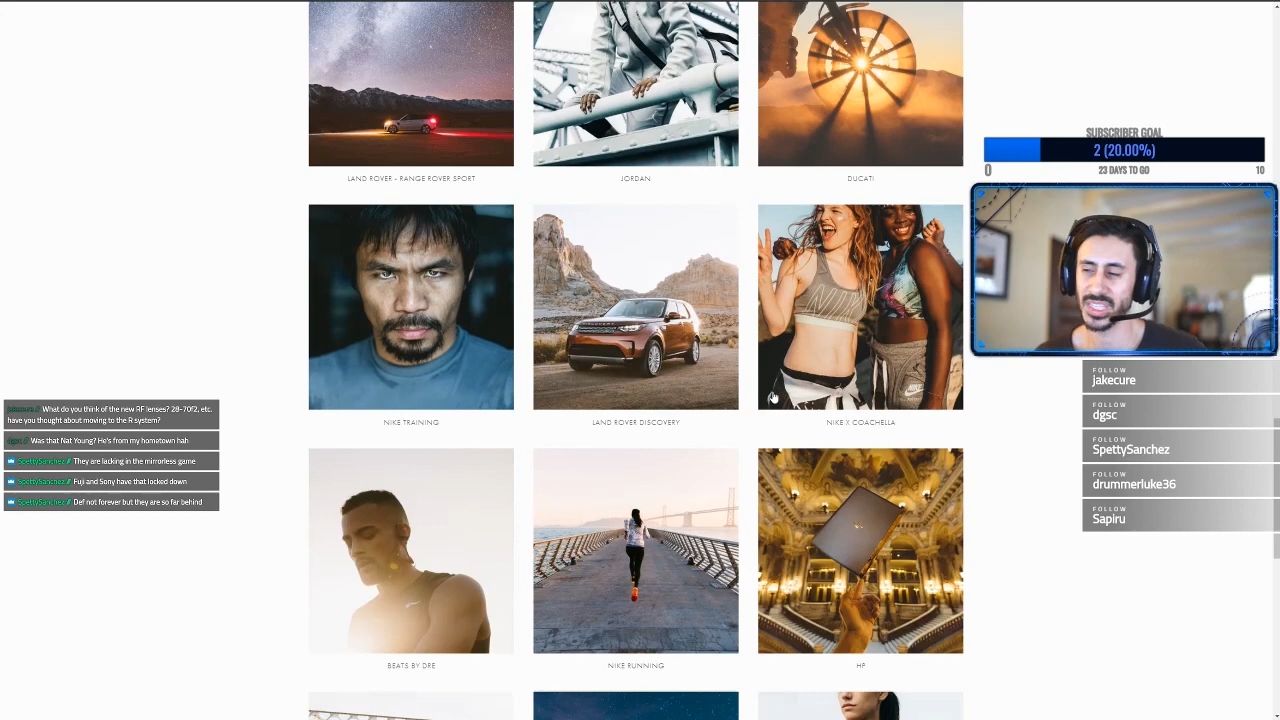 LAND ROVER - RANGE ROVER SPORT
JORDAN
DUCATI
SUBSCRIBER GOAL
2 (20.00%)
0
23 DAYS TO GO
10
NIKE TRAINING
LAND ROVER DISCOVERY
NIKE X COACHELLA
FOLLOW
jakecure
FOLLOW
dgsc
FOLLOW
SpettySanchez
FOLLOW
drummerluke36
FOLLOW
Sapiru
jakecure // What do you think of the new RF lenses? 28-70f2, etc.
have you thought about moving to the R system?
dgsc // Was that Nat Young? He's from my hometown hah
SpettySanchez // They are lacking in the mirrorless game
SpettySanchez // Fuji and Sony have that locked down
SpettySanchez // Def not forever but they are so far behind
BEATS BY DRE
NIKE RUNNING
HP